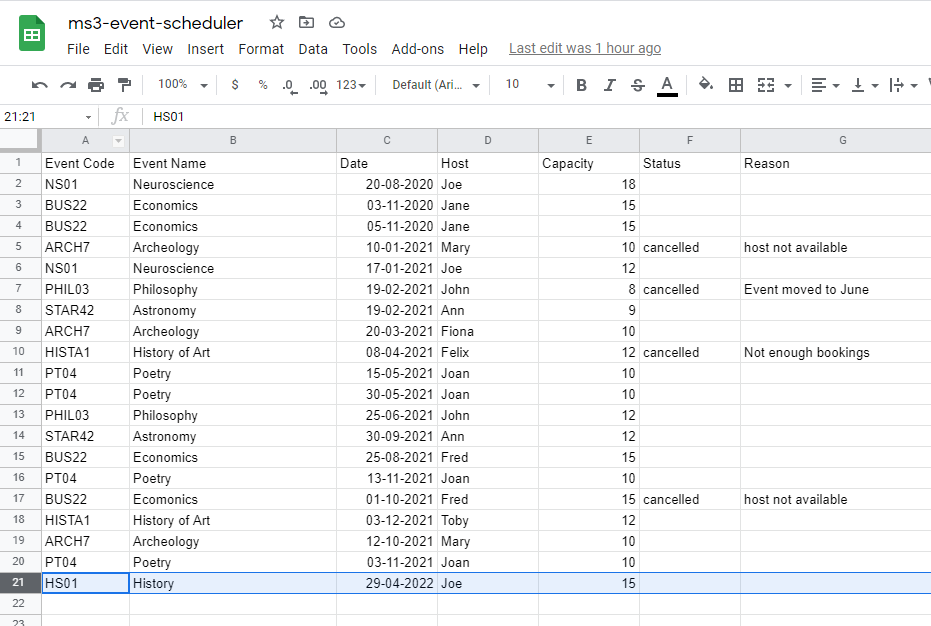 ms3-event-scheduler
File Edit View Insert Format Data Tools Add-ons Help Last edit was 1 hour ago
100% $ % .0 .00 123 Default (Ari... 10 B I S A
21:21 fx HS01
A B C D E F G
1 Event Code Event Name Date Host Capacity Status Reason
2 NS01 Neuroscience 20-08-2020 Joe 18
3 BUS22 Economics 03-11-2020 Jane 15
4 BUS22 Economics 05-11-2020 Jane 15
5 ARCH7 Archeology 10-01-2021 Mary 10 cancelled host not available
6 NS01 Neuroscience 17-01-2021 Joe 12
7 PHIL03 Philosophy 19-02-2021 John 8 cancelled Event moved to June
8 STAR42 Astronomy 19-02-2021 Ann 9
9 ARCH7 Archeology 20-03-2021 Fiona 10
10 HISTA1 History of Art 08-04-2021 Felix 12 cancelled Not enough bookings
11 PT04 Poetry 15-05-2021 Joan 10
12 PT04 Poetry 30-05-2021 Joan 10
13 PHIL03 Philosophy 25-06-2021 John 12
14 STAR42 Astronomy 30-09-2021 Ann 12
15 BUS22 Economics 25-08-2021 Fred 15
16 PT04 Poetry 13-11-2021 Joan 10
17 BUS22 Ecomonics 01-10-2021 Fred 15 cancelled host not available
18 HISTA1 History of Art 03-12-2021 Toby 12
19 ARCH7 Archeology 12-10-2021 Mary 10
20 PT04 Poetry 03-11-2021 Joan 10
21 HS01 History 29-04-2022 Joe 15
22
23